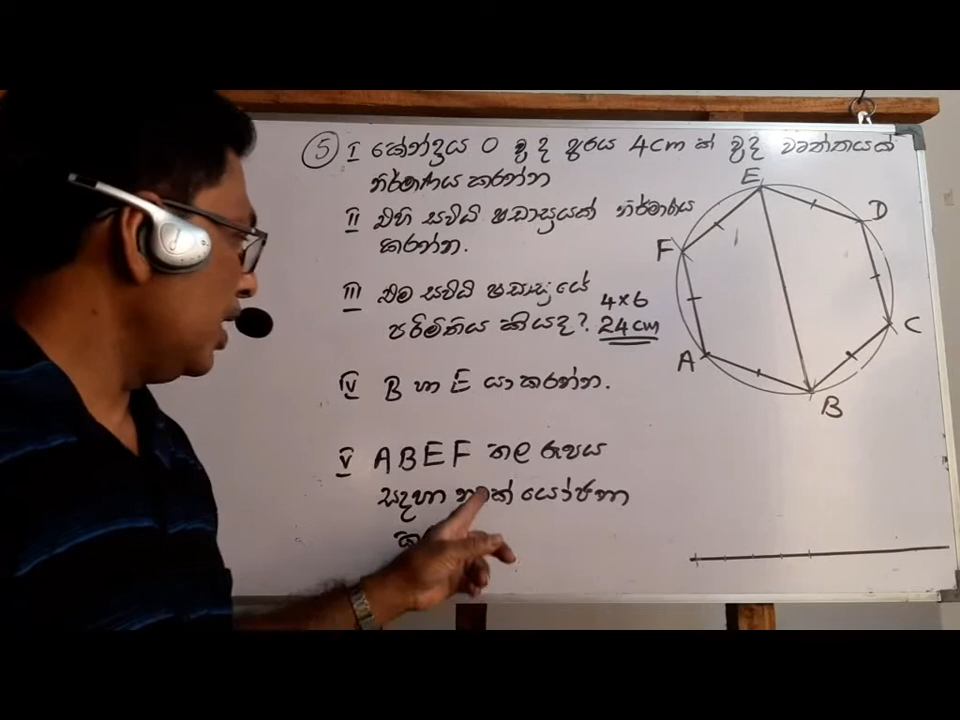 ⑤ I කේන්ද්‍රය O වූ ද අරය 4cm ක් වූ ද වෘත්තයක්
නිර්මාණය කරන්න
II එහි සවිධි ෂඩාස්‍රයක් නිර්මාණය
කරන්න.
III එම සවිධි ෂඩාස්‍රයේ
පරිමිතිය කීයද? 4×6
24cm
IV B හා E යා කරන්න.
V ABEF තල රූපය
සදහා නමක් යෝජනා
E
D
F
C
A
B